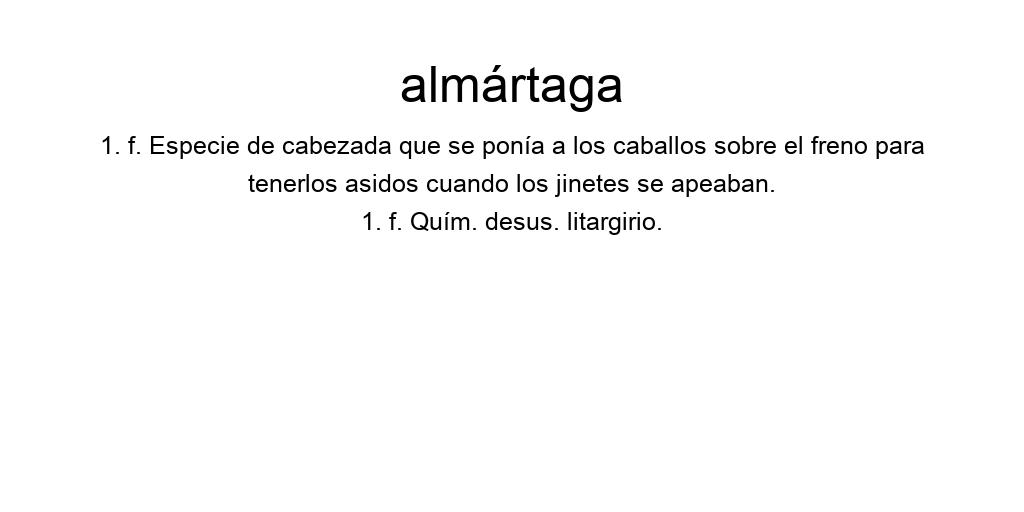 almártaga
1. f. Especie de cabezada que se ponía a los caballos sobre el freno para
tenerlos asidos cuando los jinetes se apeaban.
1. f. Quím. desus. litargirio.